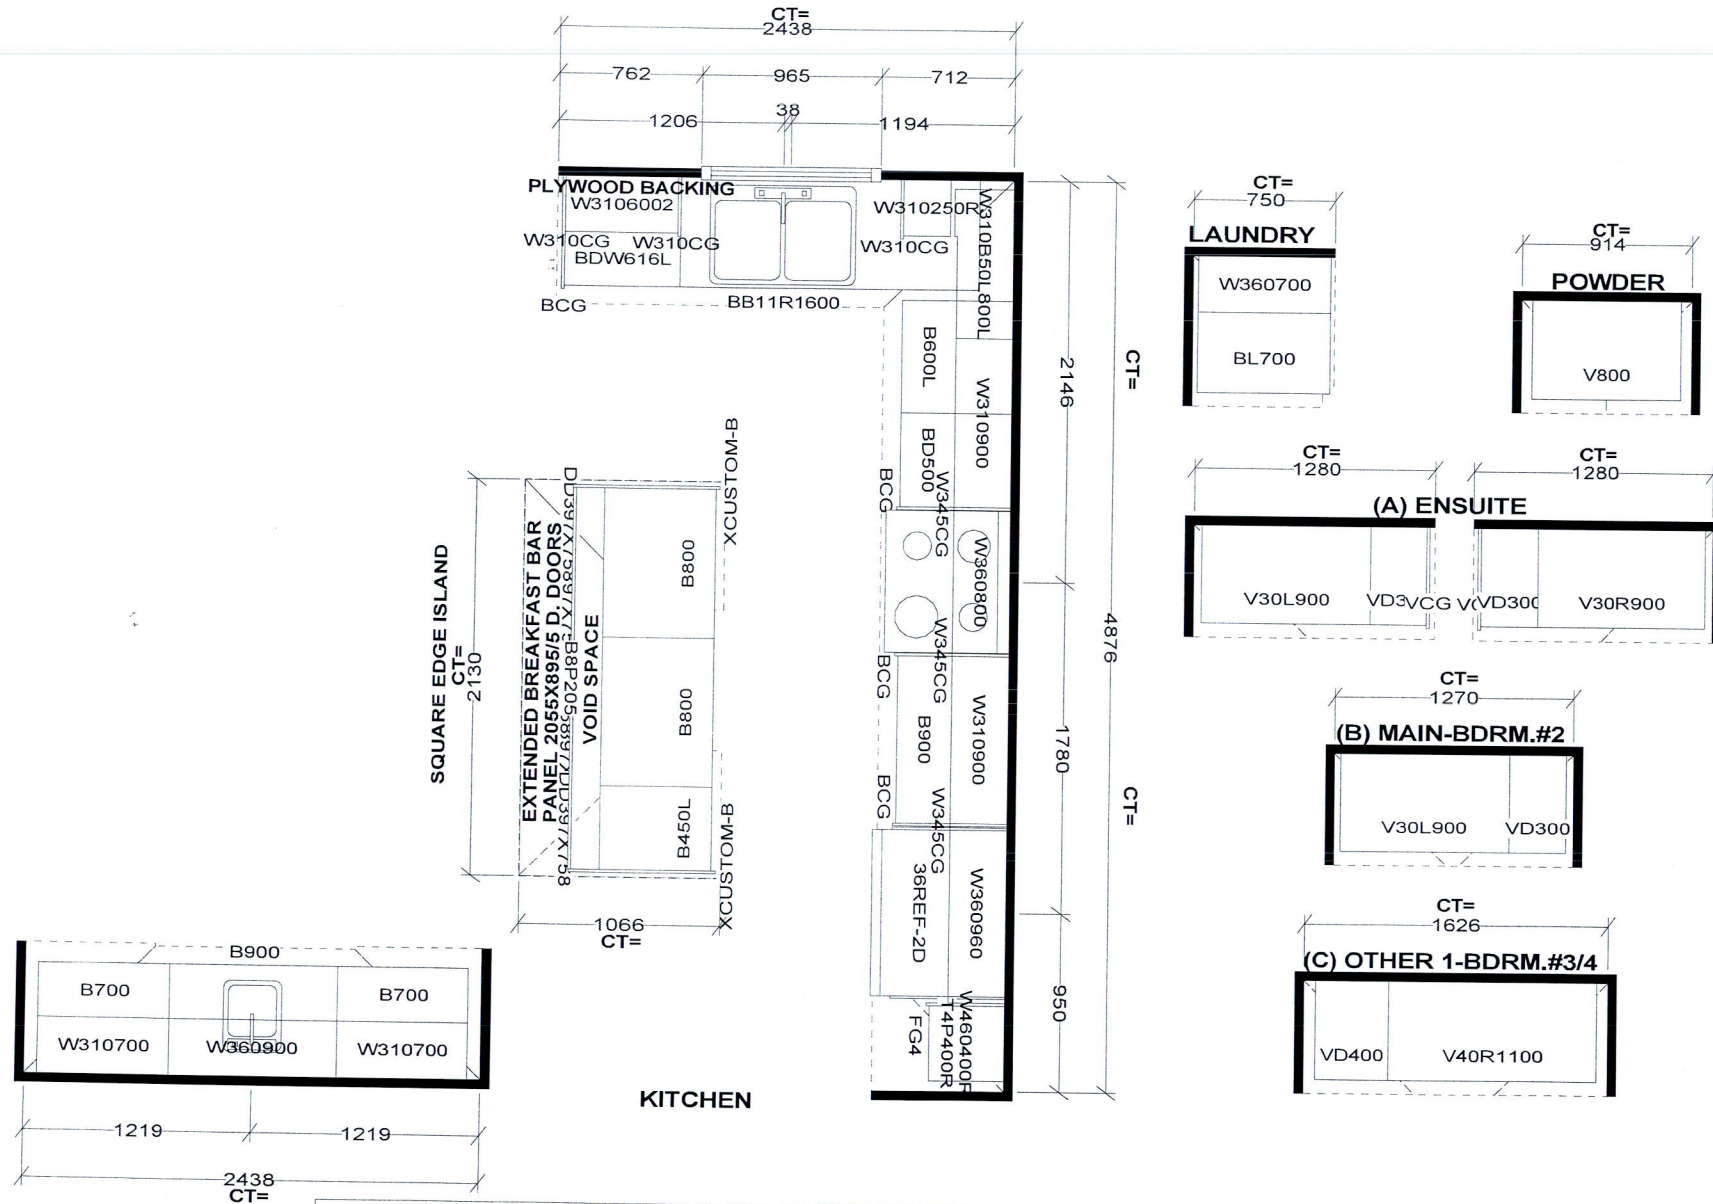 CT=
2438
762
965
712
1206
38
1194
PLYWOOD BACKING
W3106002
W310CG
W310CG
BDW616L
BCG
BB11R1600
W310250R
W310CG
W310B50L800L
B600L
W310900
BD500
BCG
W345CG
W360800
W345CG
BCG
B900
W310900
BCG
W345CG
36REF-2D
W360960
W460400R
T4P400R
FG4
2146
1780
950
CT=
4876
CT=
SQUARE EDGE ISLAND
CT=
2130
EXTENDED BREAKFAST BAR
PANEL 2055X895/5 D. DOORS
VOID SPACE
B800
B800
B450L
XCUSTOM-B
XCUSTOM-B
1066
CT=
B900
B700
B700
W310700
W360900
W310700
1219
1219
2438
CT=
KITCHEN
CT=
750
LAUNDRY
W360700
BL700
CT=
914
POWDER
V800
CT=
1280
CT=
1280
(A) ENSUITE
V30L900
VCG
VD300
V30R900
CT=
1270
(B) MAIN-BDRM.#2
V30L900
VD300
CT=
1626
(C) OTHER 1-BDRM.#3/4
VD400
V40R1100